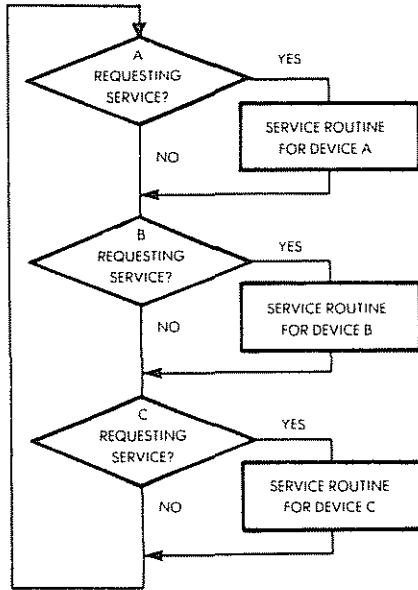 A
REQUESTING
SERVICE?
YES
SERVICE ROUTINE
FOR DEVICE A
NO
B
REQUESTING
SERVICE?
YES
SERVICE ROUTINE
FOR DEVICE B
NO
C
REQUESTING
SERVICE?
YES
SERVICE ROUTINE
FOR DEVICE C
NO